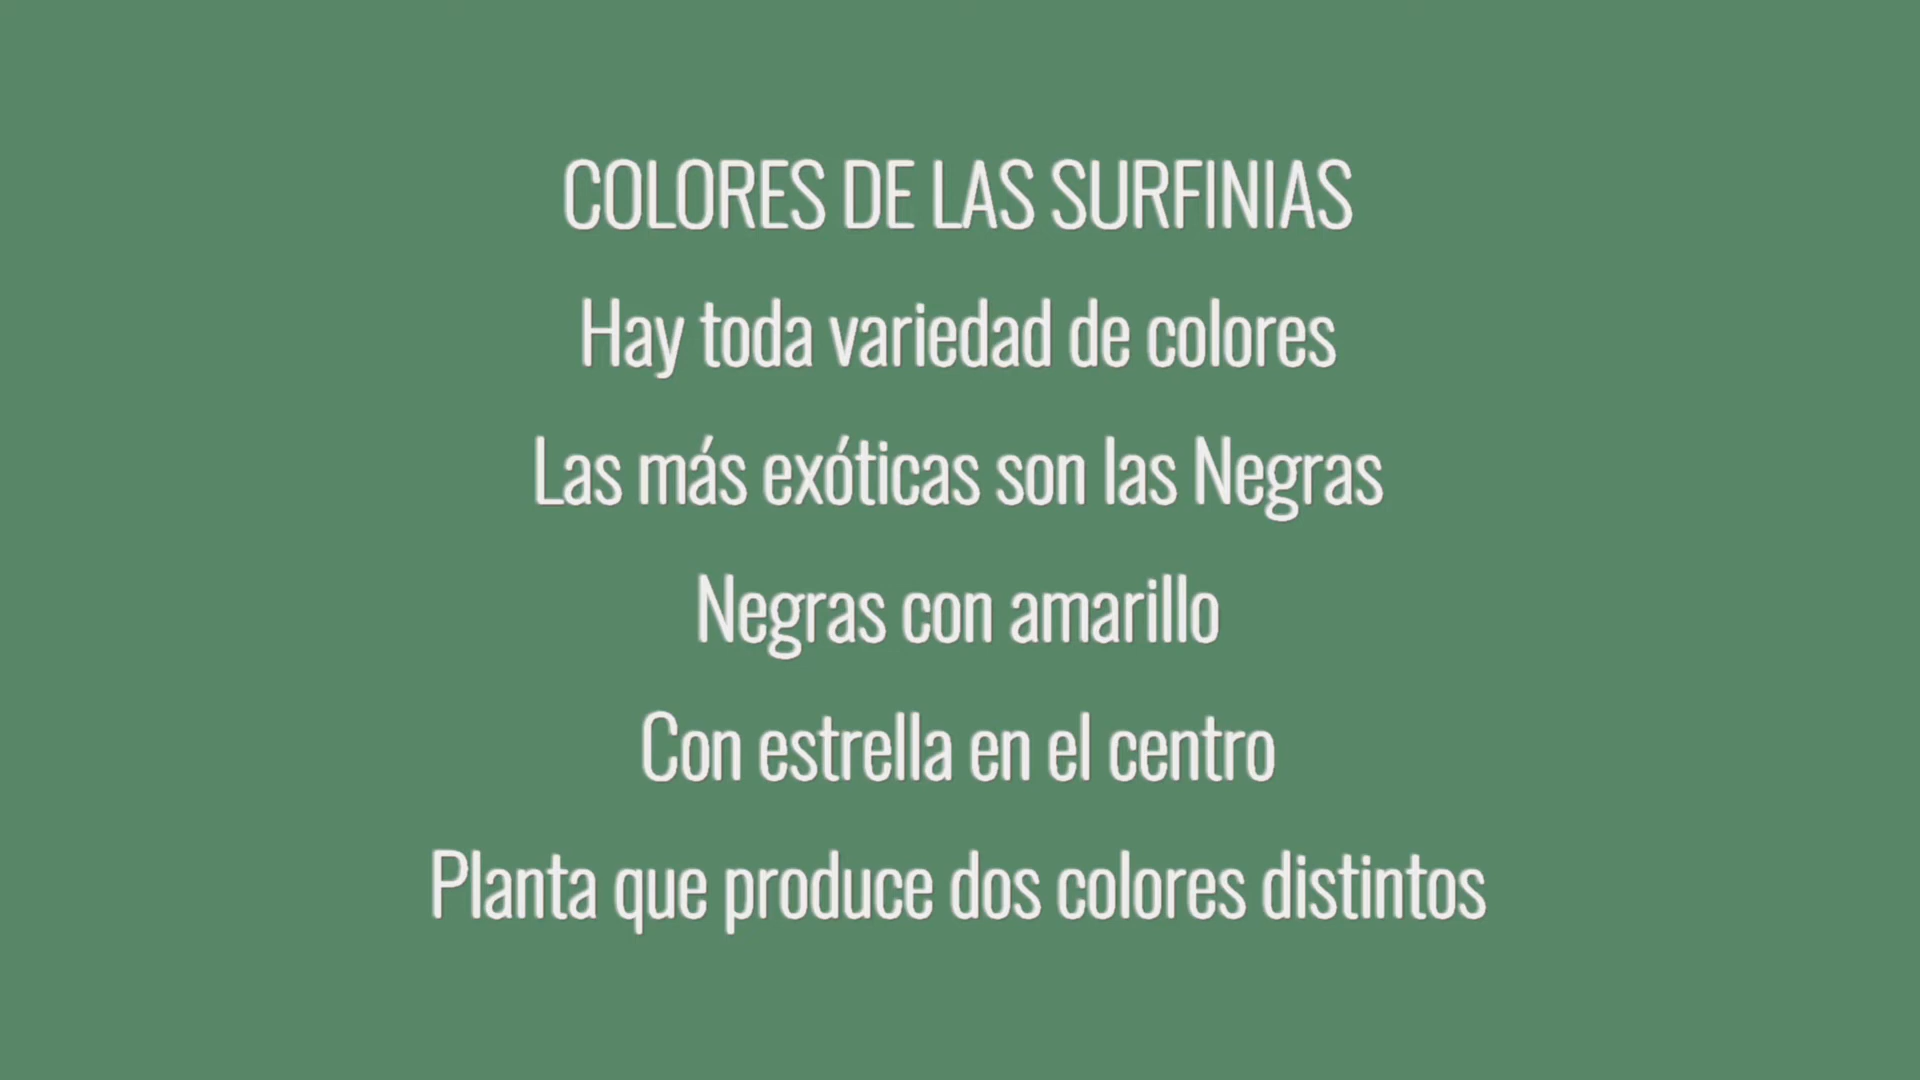 COLORES DE LAS SURFINIAS
Hay toda variedad de colores
Las más exóticas son las Negras
Negras con amarillo
Con estrella en el centro
Planta que produce dos colores distintos